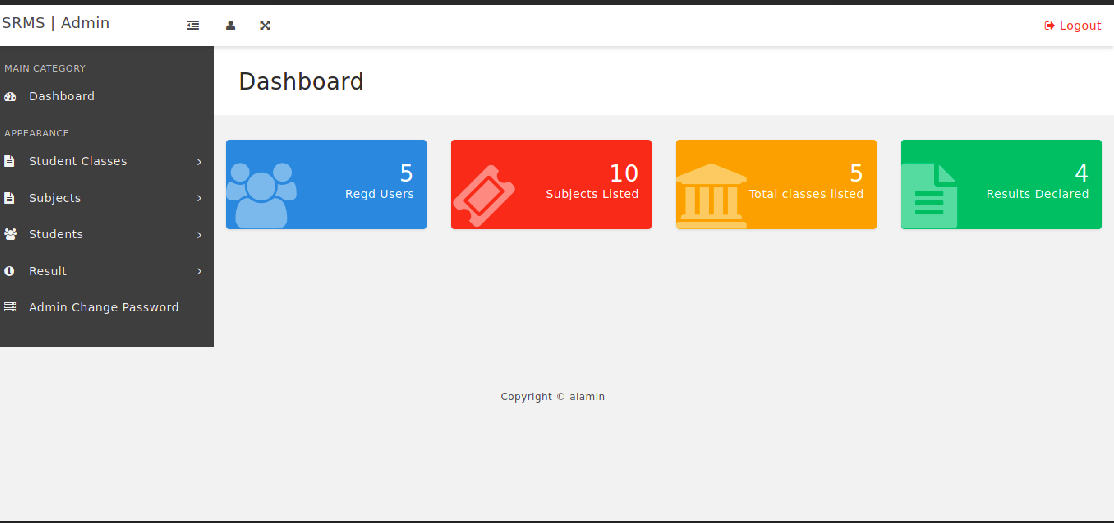 SRMS | Admin
Logout
MAIN CATEGORY
Dashboard
APPEARANCE
Student Classes
Subjects
Students
Result
Admin Change Password
Dashboard
5
Regd Users
10
Subjects Listed
5
Total classes listed
4
Results Declared
Copyright © alamin